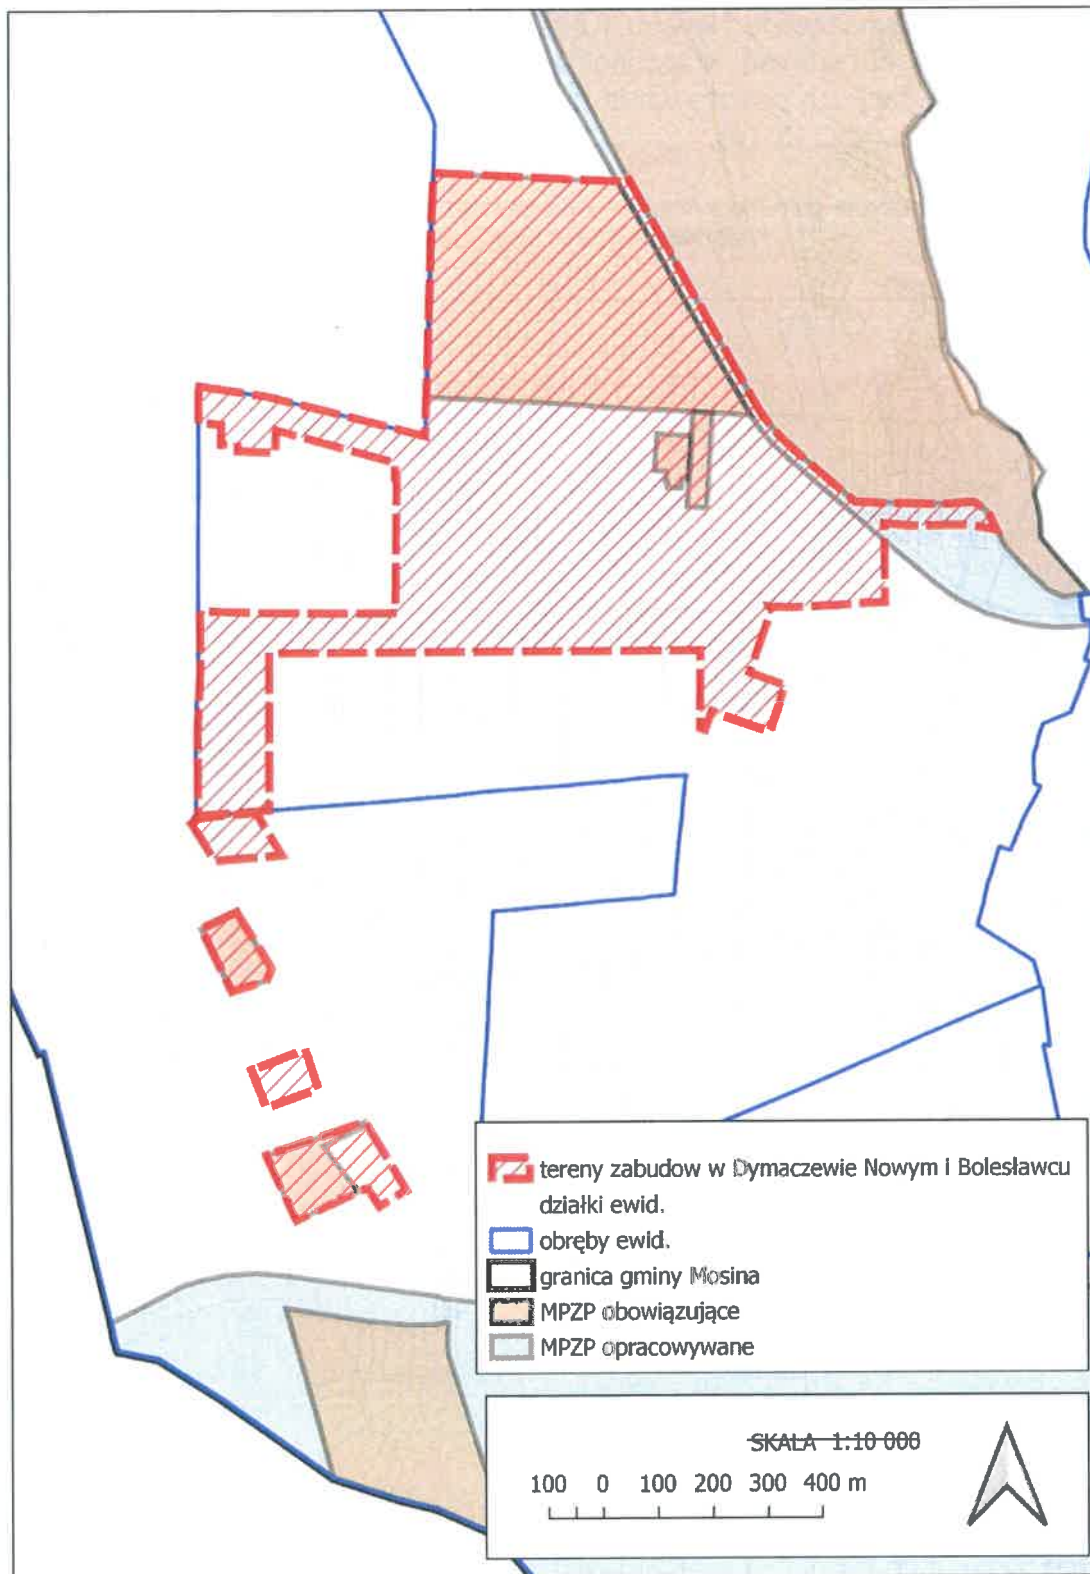 tereny zabudow w Dymaczewie Nowym i Bolesławcu
działki ewid.
obręby ewid.
granica gminy Mosina
MPZP obowiązujące
MPZP opracowywane
SKALA 1:10 000
100 0 100 200 300 400 m